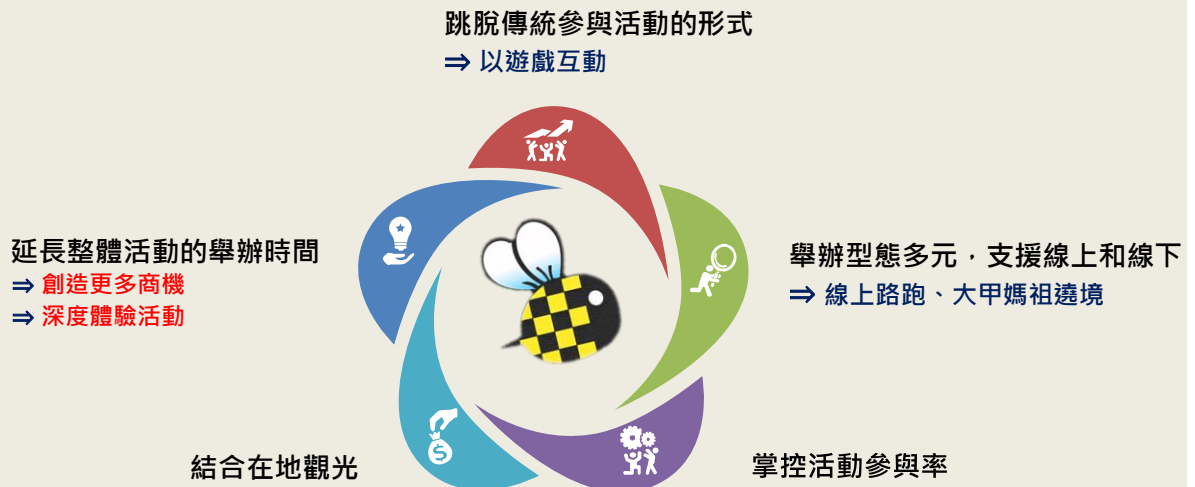 跳脫傳統參與活動的形式
⇒ 以遊戲互動
延長整體活動的舉辦時間
⇒ 創造更多商機
⇒ 深度體驗活動
舉辦型態多元，支援線上和線下
⇒ 線上路跑、大甲媽祖遶境
結合在地觀光
掌控活動參與率